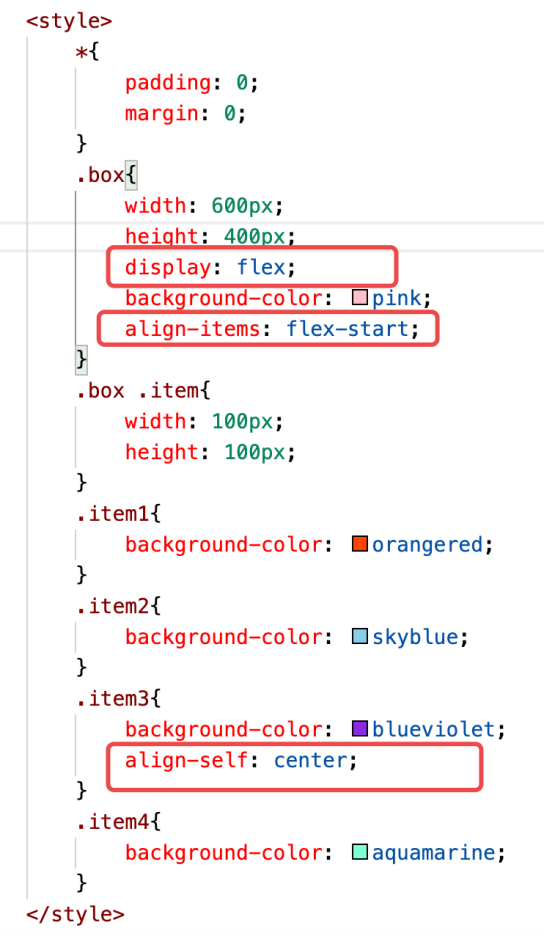 <style>
*{
padding: 0;
margin: 0;
}
.box{
width: 600px;
height: 400px;
display: flex;
background-color: pink;
align-items: flex-start;
}
.box .item{
width: 100px;
height: 100px;
}
.item1{
background-color: orangered;
}
.item2{
background-color: skyblue;
}
.item3{
background-color: blueviolet;
align-self: center;
}
.item4{
background-color: aquamarine;
}
</style>